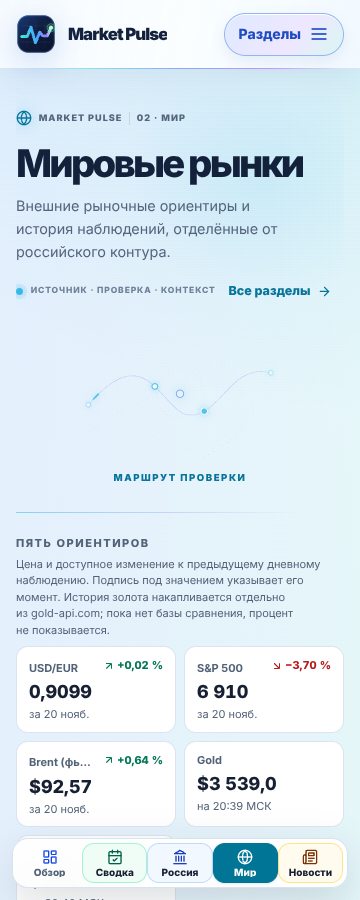 Market Pulse
Разделы
MARKET PULSE | 02 · МИР
Мировые рынки
Внешние рыночные ориентиры и
история наблюдений, отделённые от
российского контура.
ИСТОЧНИК · ПРОВЕРКА · КОНТЕКСТ
Все разделы →
МАРШРУТ ПРОВЕРКИ
ПЯТЬ ОРИЕНТИРОВ
Цена и доступное изменение к предыдущему дневному
наблюдению. Подпись под значением указывает его
момент. История золота накапливается отдельно
из gold-api.com; пока нет базы сравнения, процент
не показывается.
USD/EUR ↗ +0,02 %
0,9099
за 20 нояб.
S&P 500 ↘ −3,70 %
6 910
за 20 нояб.
Brent (фь... ↗ +0,64 %
$92,57
за 20 нояб.
Gold
$3 539,0
на 20:39 МСК
Обзор
Сводка
Россия
Мир
Новости